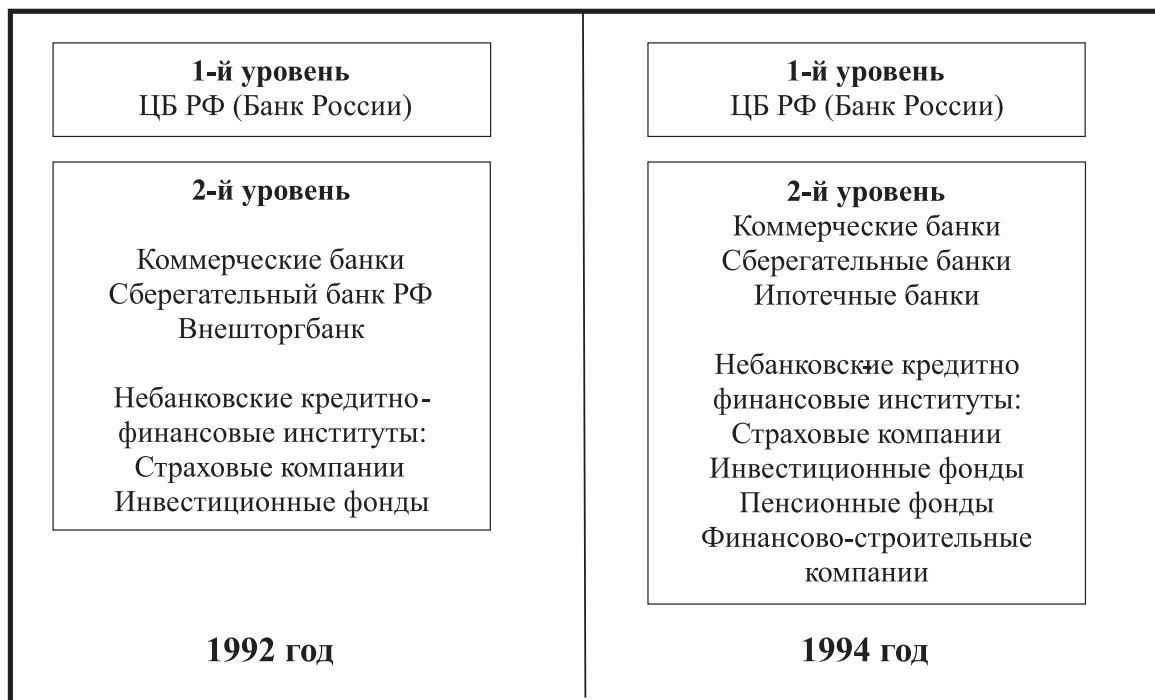 1-й уровень
ЦБ РФ (Банк России)
2-й уровень
Коммерческие банки
Сберегательный банк РФ
Внешторгбанк
Небанковские кредитно-
финансовые институты:
Страховые компании
Инвестиционные фонды
1992 год
1-й уровень
ЦБ РФ (Банк России)
2-й уровень
Коммерческие банки
Сберегательные банки
Ипотечные банки
Небанковские кредитно
финансовые институты:
Страховые компании
Инвестиционные фонды
Пенсионные фонды
Финансово-строительные
компании
1994 год